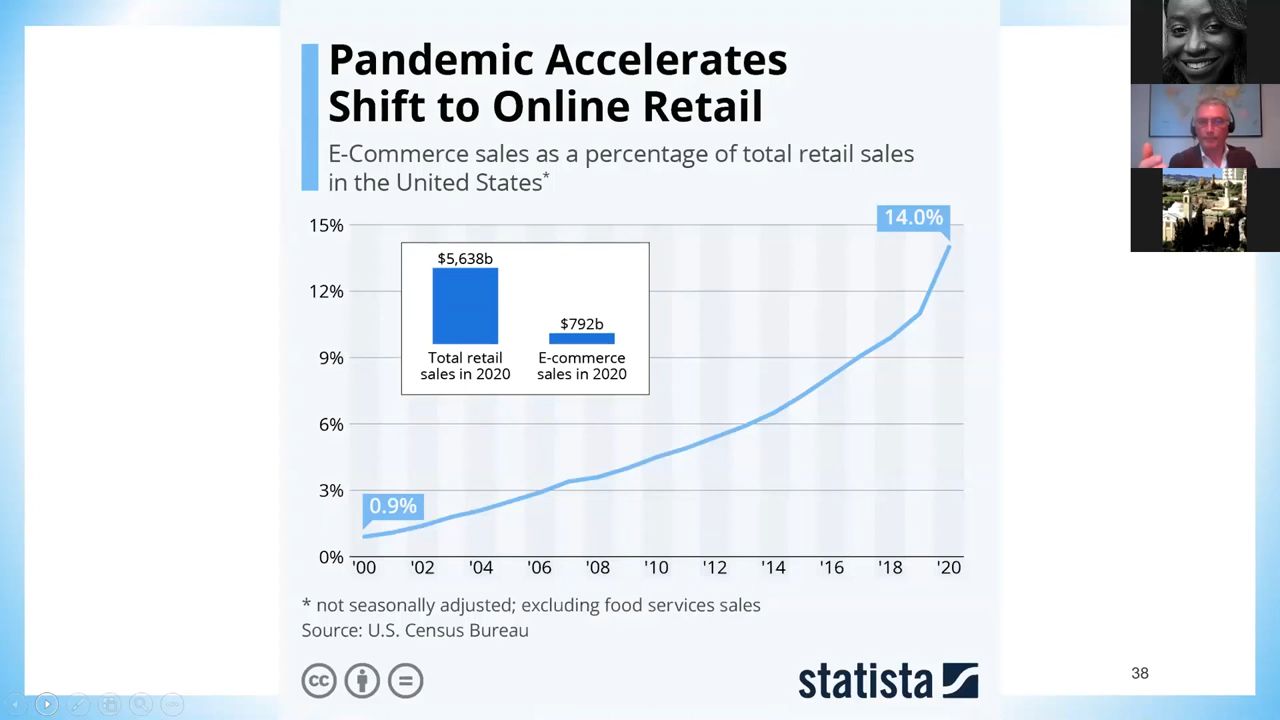 Pandemic Accelerates
Shift to Online Retail
E-Commerce sales as a percentage of total retail sales
in the United States*
15%
12%
9%
6%
3%
0%
14.0%
$5,638b
$792b
Total retail
sales in 2020
E-commerce
sales in 2020
0.9%
'00 '02 '04 '06 '08 '10 '12 '14 '16 '18 '20
* not seasonally adjusted; excluding food services sales
Source: U.S. Census Bureau
cc
statista
38